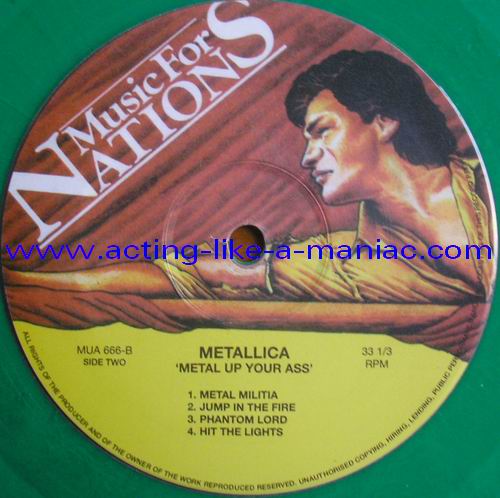 Music For
NATIONS
www.acting-like-a-maniac.com
MUA 666-B
SIDE TWO
METALLICA
'METAL UP YOUR ASS'
33 1/3
RPM
1. METAL MILITIA
2. JUMP IN THE FIRE
3. PHANTOM LORD
4. HIT THE LIGHTS
ALL RIGHTS OF THE PRODUCER AND OF THE OWNER OF THE WORK REPRODUCED RESERVED. UNAUTHORISED COPYING, HIRING, LENDING, PUBLIC